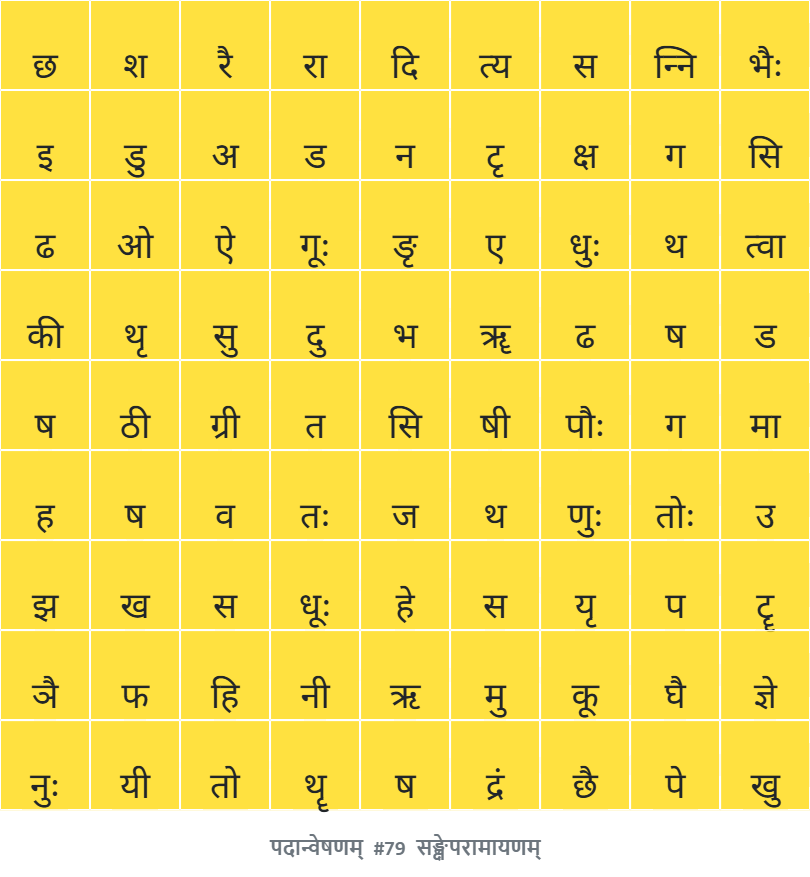 छ श रै रा दि त्य स न्नि भैः
इ डु अ ड न टृ क्ष ग सि
ढ ओ ऐ गूः ङृ ए धुः थ त्वा
की थृ सु दु भ ॠ ढ ष ड
ष ठी ग्री त सि षी पौः ग मा
ह ष व तः ज थ णुः तोः उ
झ ख स धूः हे स यृ प टॄ
ञै फ हि नी ऋ मु कू घै ज्ञे
नुः यी तो थॄ ष द्रं छै पे खु
पदान्वेषणम् #79 सङ्क्षेपरामायणम्